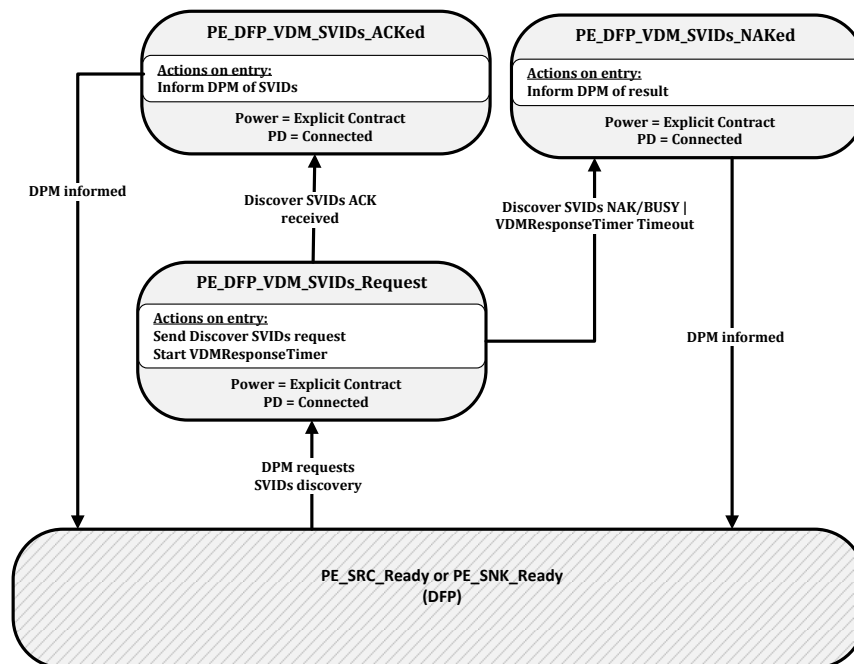 PE_DFP_VDM_SVIDs_ACKed
Actions on entry:
Inform DPM of SVIDs
Power = Explicit Contract
PD = Connected
PE_DFP_VDM_SVIDs_NAKed
Actions on entry:
Inform DPM of result
Power = Explicit Contract
PD = Connected
DPM informed
Discover SVIDs ACK
received
Discover SVIDs NAK/BUSY |
VDMResponseTimer Timeout
PE_DFP_VDM_SVIDs_Request
Actions on entry:
Send Discover SVIDs request
Start VDMResponseTimer
Power = Explicit Contract
PD = Connected
DPM informed
DPM requests
SVIDs discovery
PE_SRC_Ready or PE_SNK_Ready
(DFP)